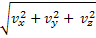 √(v_x^2 + v_y^2 + v_z^2)